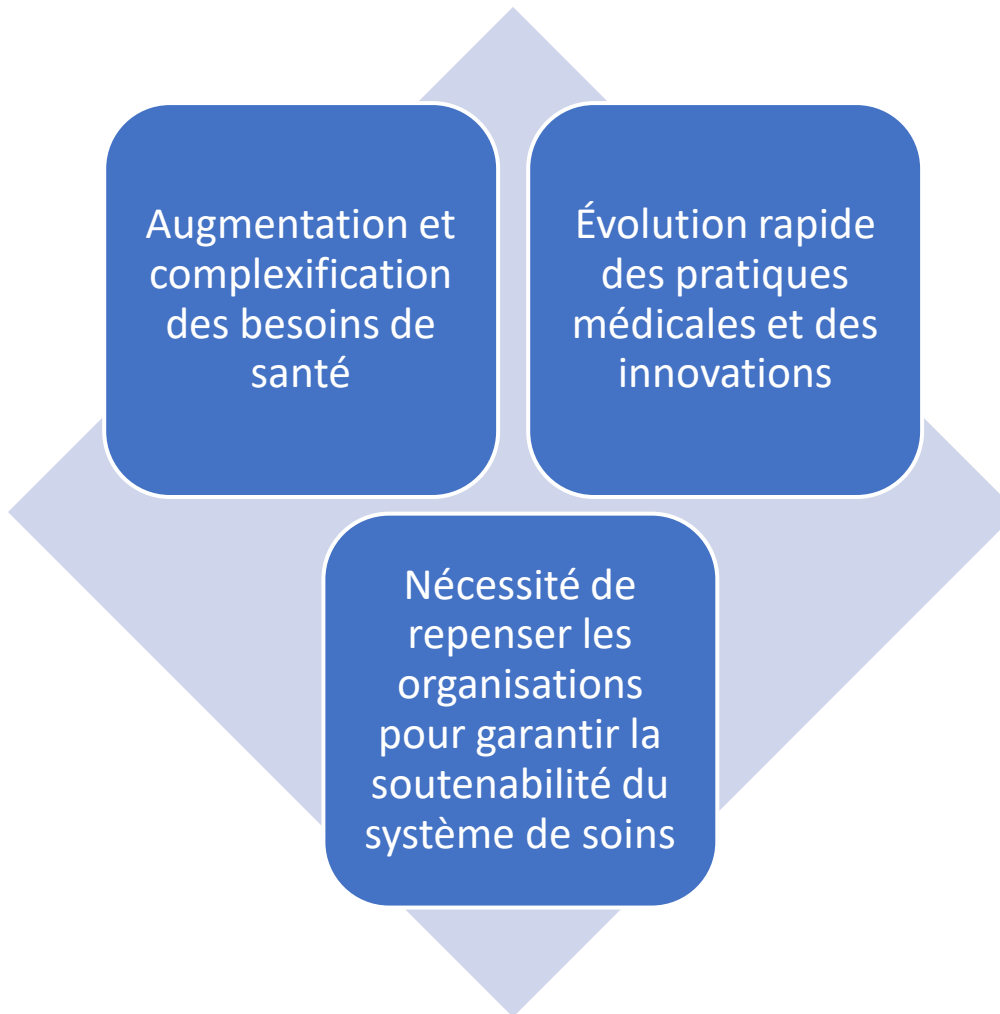 Augmentation et
complexification
des besoins de
santé
Évolution rapide
des pratiques
médicales et des
innovations
Nécessité de
repenser les
organisations
pour garantir la
soutenabilité du
système de soins